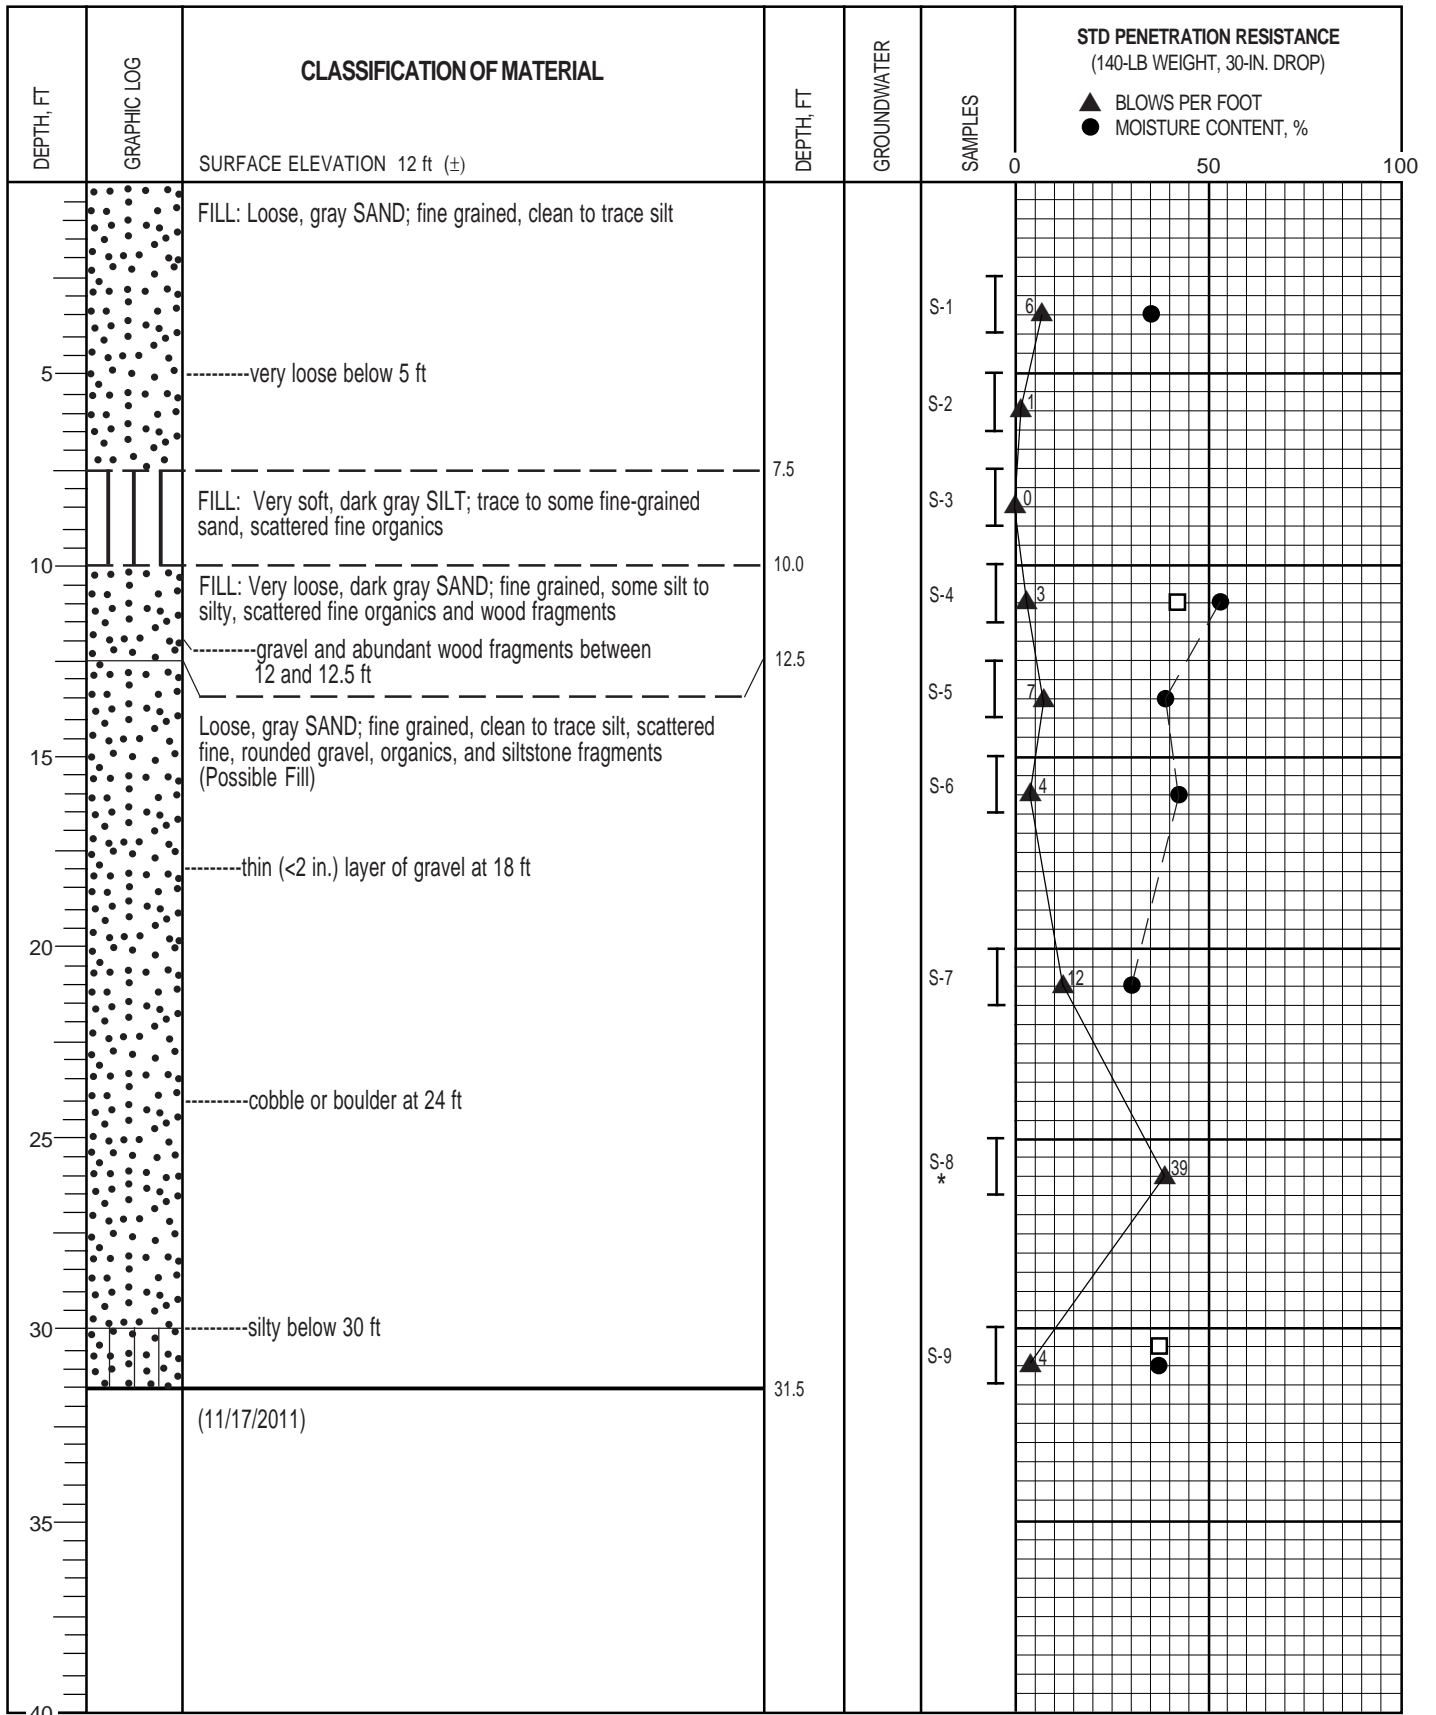 DEPTH, FT
GRAPHIC LOG
CLASSIFICATION OF MATERIAL
SURFACE ELEVATION 12 ft (±)
DEPTH, FT
GROUNDWATER
SAMPLES
STD PENETRATION RESISTANCE
(140-LB WEIGHT, 30-IN. DROP)
▲ BLOWS PER FOOT
● MOISTURE CONTENT, %
0 50 100
FILL: Loose, gray SAND; fine grained, clean to trace silt
S-1 6
5 ----------very loose below 5 ft
S-2 1
7.5
FILL: Very soft, dark gray SILT; trace to some fine-grained
sand, scattered fine organics
S-3 0
10 10.0
FILL: Very loose, dark gray SAND; fine grained, some silt to
silty, scattered fine organics and wood fragments
S-4 3
----------gravel and abundant wood fragments between
12 and 12.5 ft
12.5
S-5 7
Loose, gray SAND; fine grained, clean to trace silt, scattered
fine, rounded gravel, organics, and siltstone fragments
(Possible Fill)
15
S-6 4
---------thin (<2 in.) layer of gravel at 18 ft
20
S-7 12
----------cobble or boulder at 24 ft
25
S-8 39
*
30 ----------silty below 30 ft
S-9 4
31.5
(11/17/2011)
35
40